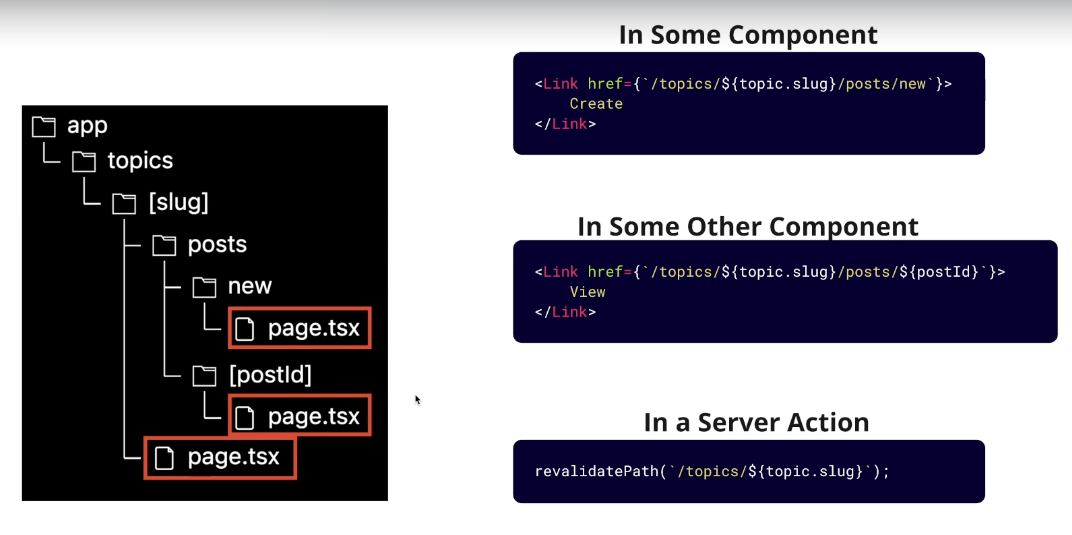 app
topics
[slug]
posts
new
page.tsx
[postId]
page.tsx
page.tsx
In Some Component
<Link href={`/topics/${topic.slug}/posts/new`}>
Create
</Link>
In Some Other Component
<Link href={`/topics/${topic.slug}/posts/${postId}`}>
View
</Link>
In a Server Action
revalidatePath(`/topics/${topic.slug}`);